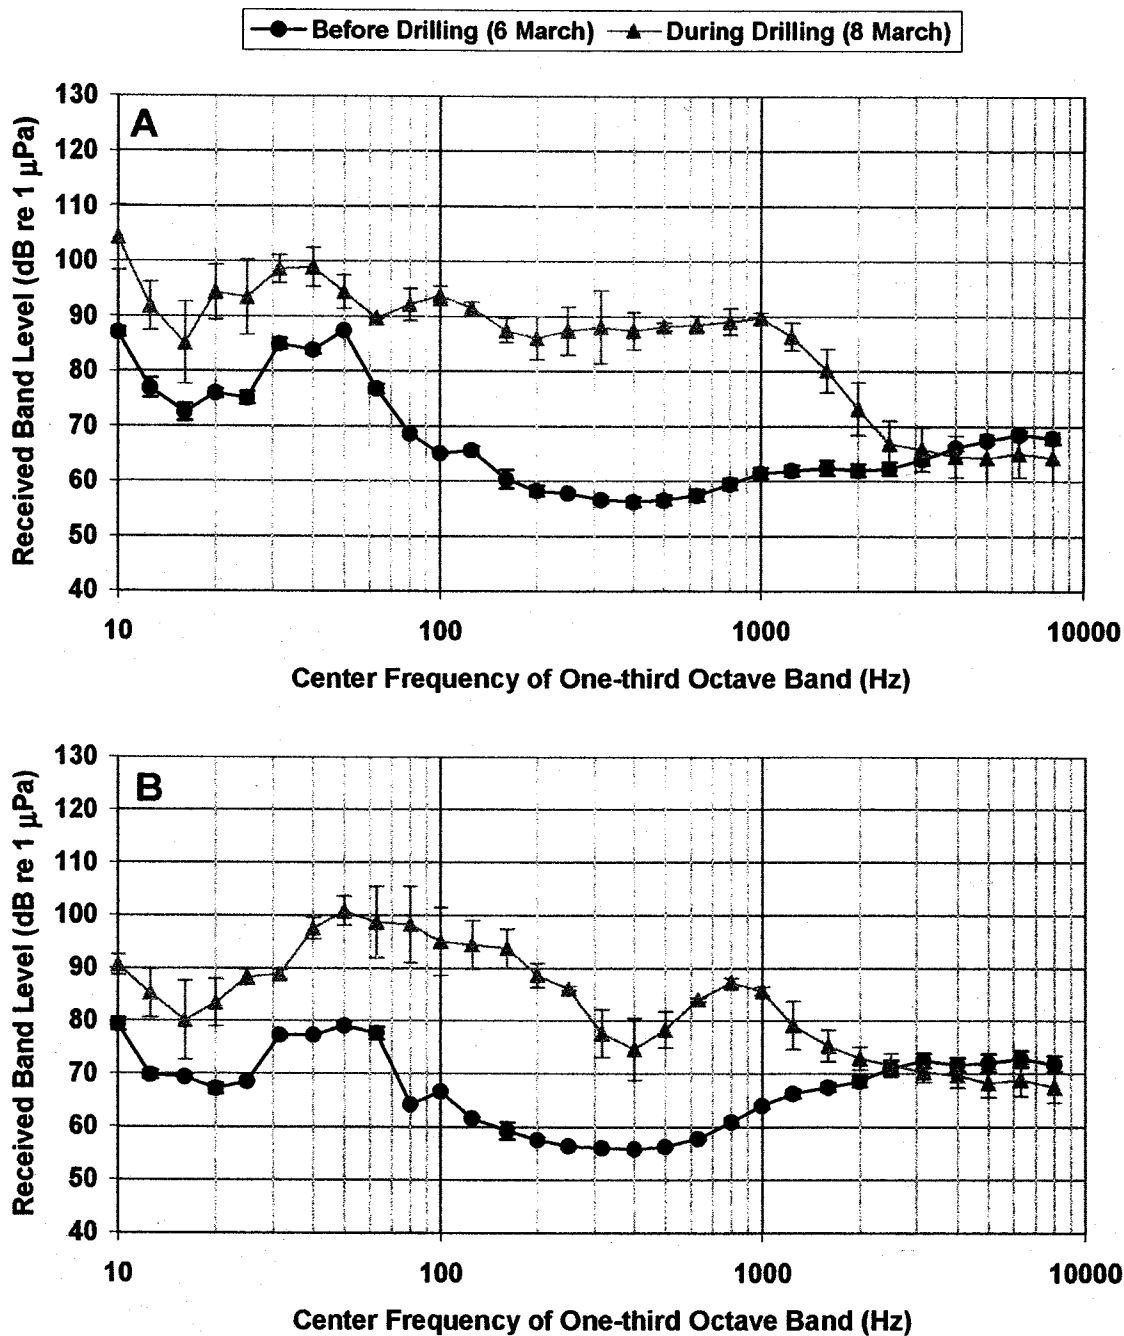 Before Drilling (6 March) During Drilling (8 March)
A
Received Band Level (dB re 1 µPa)
130
120
110
100
90
80
70
60
50
40
10 100 1000 10000
Center Frequency of One-third Octave Band (Hz)
B
Received Band Level (dB re 1 µPa)
130
120
110
100
90
80
70
60
50
40
10 100 1000 10000
Center Frequency of One-third Octave Band (Hz)